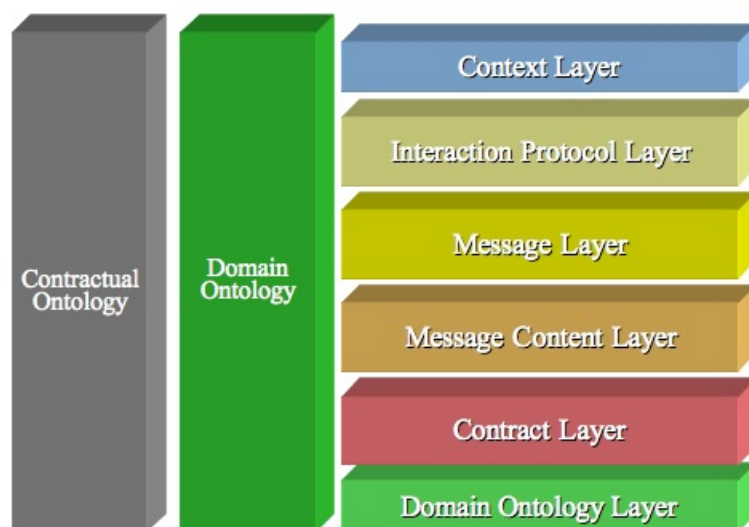 Contractual
Ontology
Domain
Ontology
Context Layer
Interaction Protocol Layer
Message Layer
Message Content Layer
Contract Layer
Domain Ontology Layer